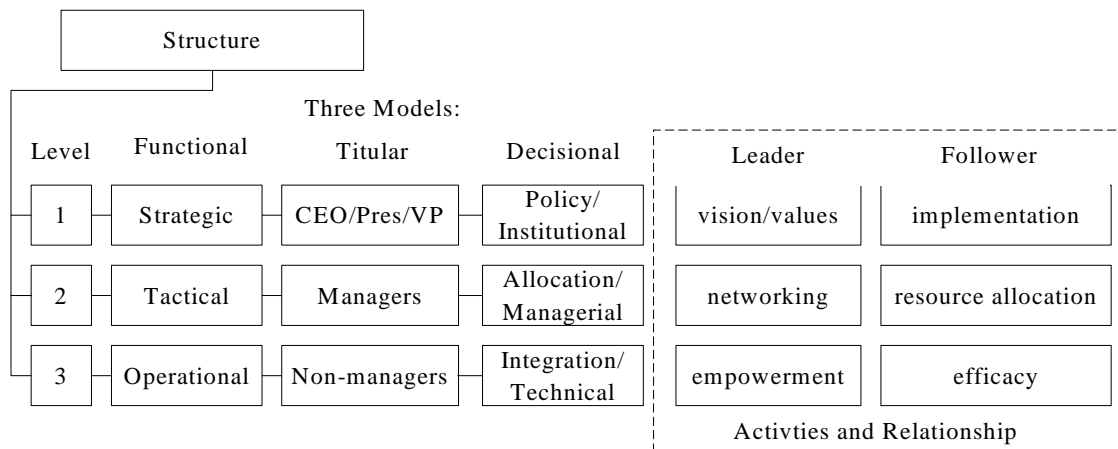 Structure
Three Models:
Level
Functional
Titular
Decisional
Leader
Follower
1
Strategic
CEO/Pres/VP
Policy/
Institutional
vision/values
implementation
2
Tactical
Managers
Allocation/
Managerial
networking
resource allocation
3
Operational
Non-managers
Integration/
Technical
empowerment
efficacy
Activties and Relationship